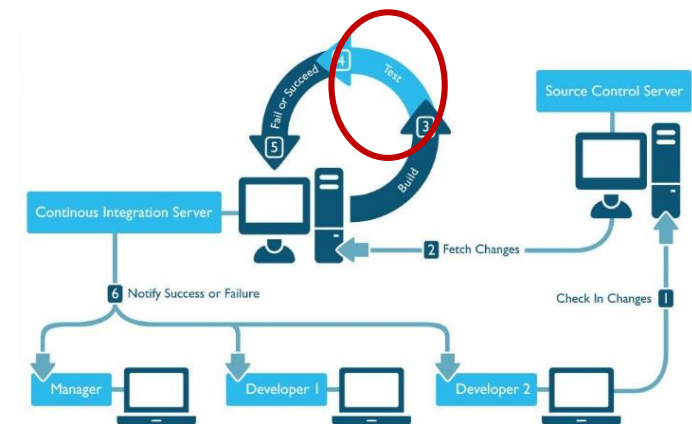 4
Test
Fail or Succeed
3
5
Build
Source Control Server
Continous Integration Server
2 Fetch Changes
6 Notify Success or Failure
Check In Changes 1
Manager
Developer 1
Developer 2